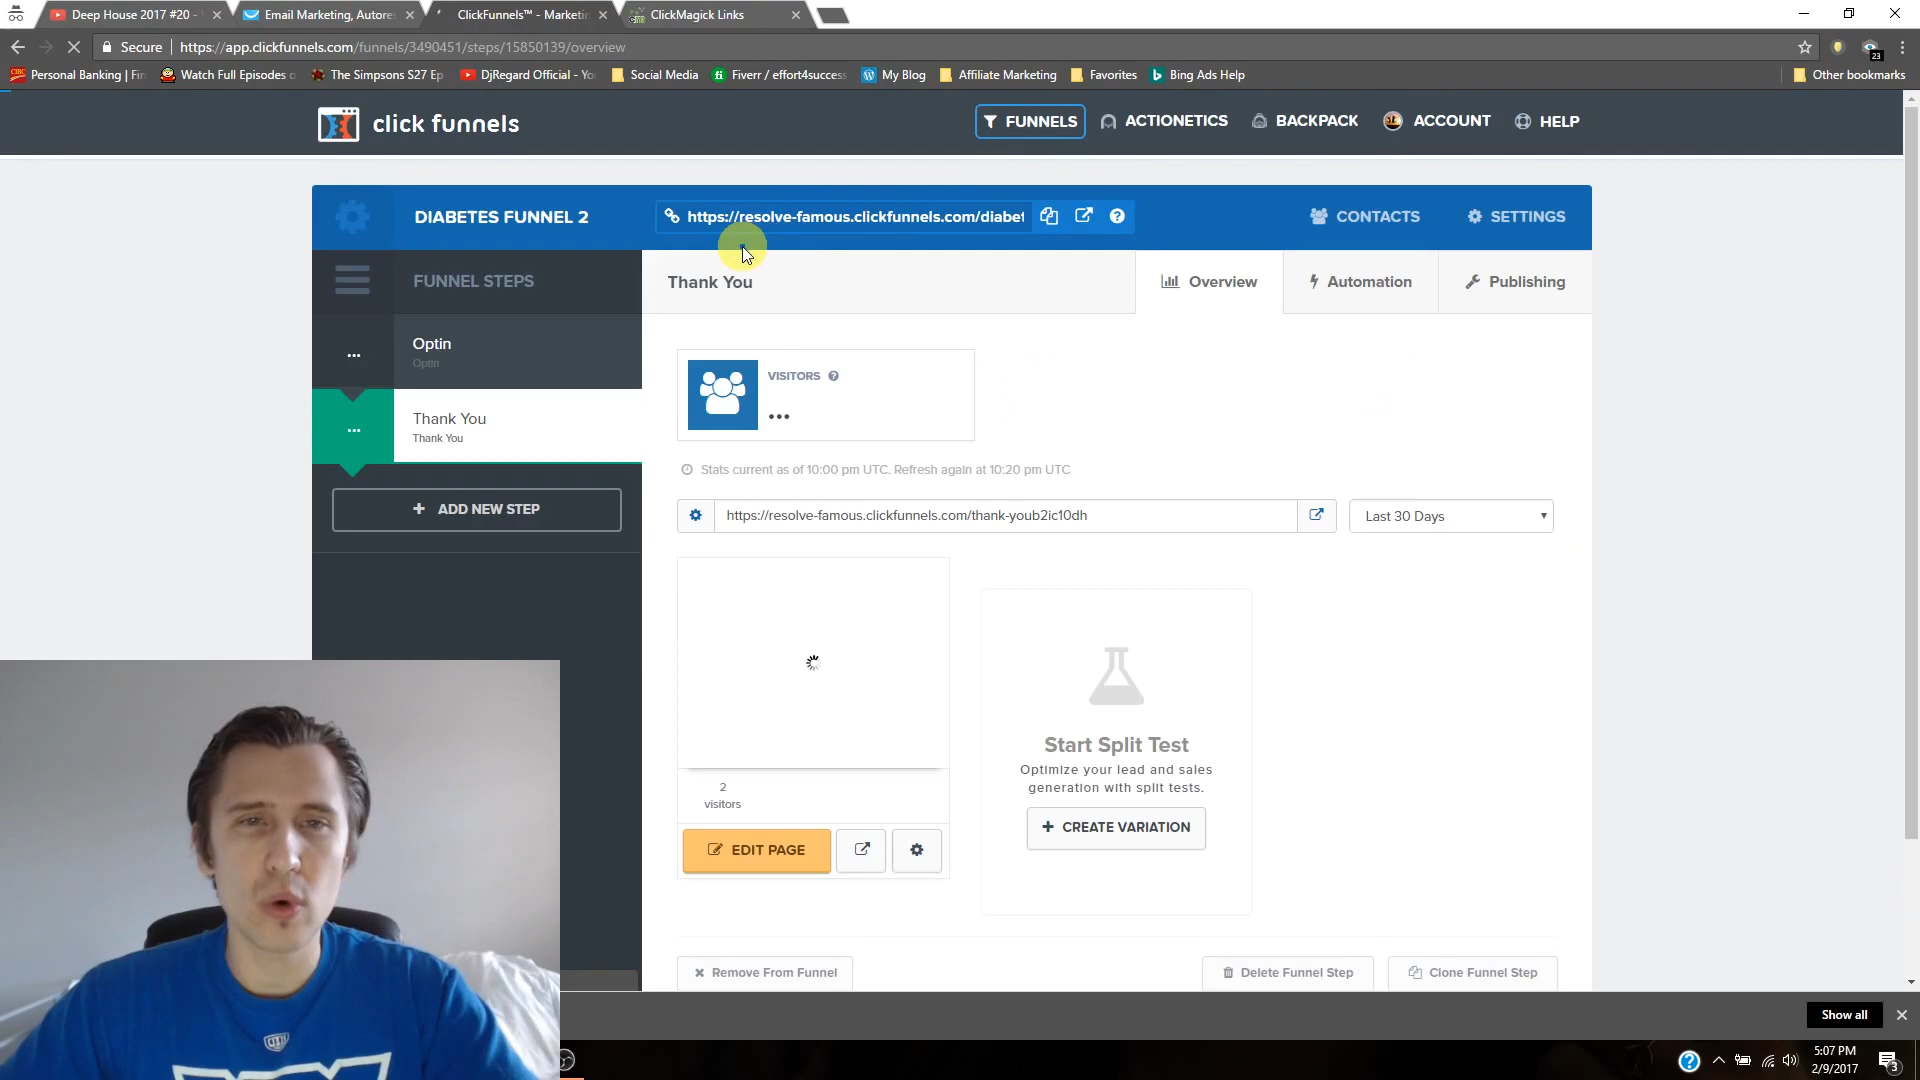 Deep House 2017 #20 -
Email Marketing, Autores
ClickFunnels™ - Marketin
ClickMagick Links
Secure
https://app.clickfunnels.com/funnels/3490451/steps/15850139/overview
23
CIBC Personal Banking | Fin
Watch Full Episodes o
The Simpsons S27 Ep
DjRegard Official - Yo
Social Media
Fiverr / effort4success
My Blog
Affiliate Marketing
Favorites
Bing Ads Help
Other bookmarks
click funnels
FUNNELS
ACTIONETICS
BACKPACK
ACCOUNT
HELP
DIABETES FUNNEL 2
https://resolve-famous.clickfunnels.com/diabet
CONTACTS
SETTINGS
FUNNEL STEPS
Thank You
Overview
Automation
Publishing
Optin
Optin
Thank You
Thank You
+ ADD NEW STEP
VISITORS
...
Stats current as of 10:00 pm UTC. Refresh again at 10:20 pm UTC
https://resolve-famous.clickfunnels.com/thank-youb2ic10dh
Last 30 Days
2
visitors
EDIT PAGE
Start Split Test
Optimize your lead and sales
generation with split tests.
+ CREATE VARIATION
Remove From Funnel
Delete Funnel Step
Clone Funnel Step
Show all
5:07 PM
2/9/2017
3